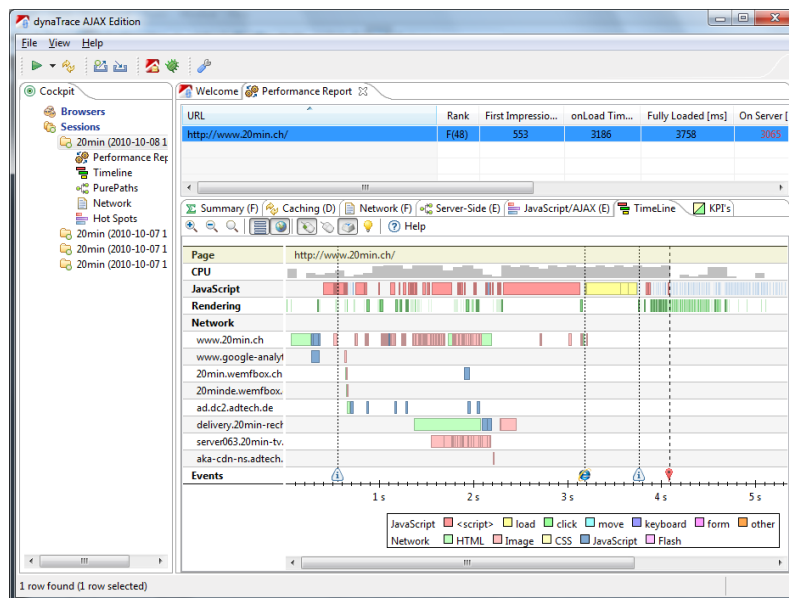 dynaTrace AJAX Edition
File View Help
Cockpit
Browsers
Sessions
20min (2010-10-08 1
Performance Rep
Timeline
PurePaths
Network
Hot Spots
20min (2010-10-07 1
20min (2010-10-07 1
20min (2010-10-07 1
Welcome Performance Report
URL Rank First Impressio... onLoad Tim... Fully Loaded [ms] On Server [
http://www.20min.ch/ F(48) 553 3186 3758 3065
Summary (F) Caching (D) Network (F) Server-Side (E) JavaScript/AJAX (E) TimeLine KPI's
Help
Page http://www.20min.ch/
CPU
JavaScript
Rendering
Network
www.20min.ch
www.google-analyt
20min.wemfbox.ch
20minde.wemfbox.
ad.dc2.adtech.de
delivery.20min-rech
server063.20min-tv.
aka-cdn-ns.adtech.
Events
1 s 2 s 3 s 4 s 5 s
JavaScript <script> load click move keyboard form other
Network HTML Image CSS JavaScript Flash
1 row found (1 row selected)